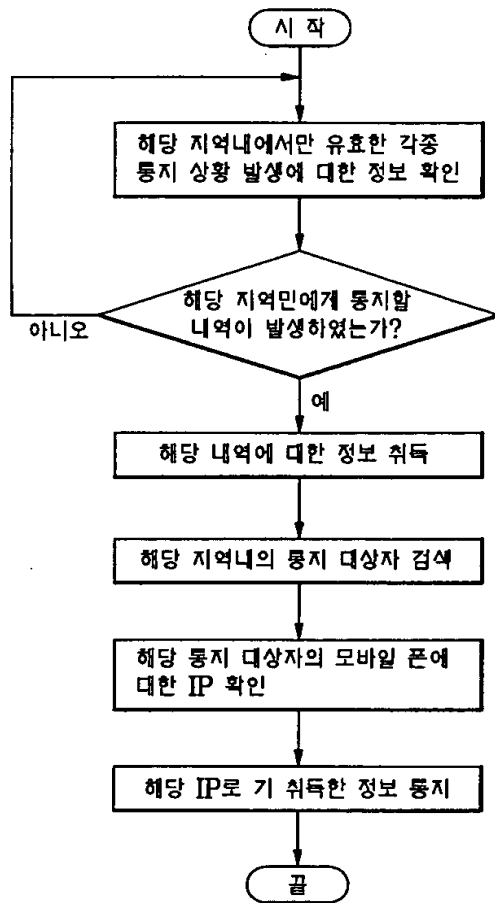 시 작
해당 지역내에서만 유효한 각종
통지 상황 발생에 대한 정보 확인
해당 지역민에게 통지할
내역이 발생하였는가?
아니오
예
해당 내역에 대한 정보 취득
해당 지역내의 통지 대상자 검색
해당 통지 대상자의 모바일 폰에
대한 IP 확인
해당 IP로 기 취득한 정보 통지
끝